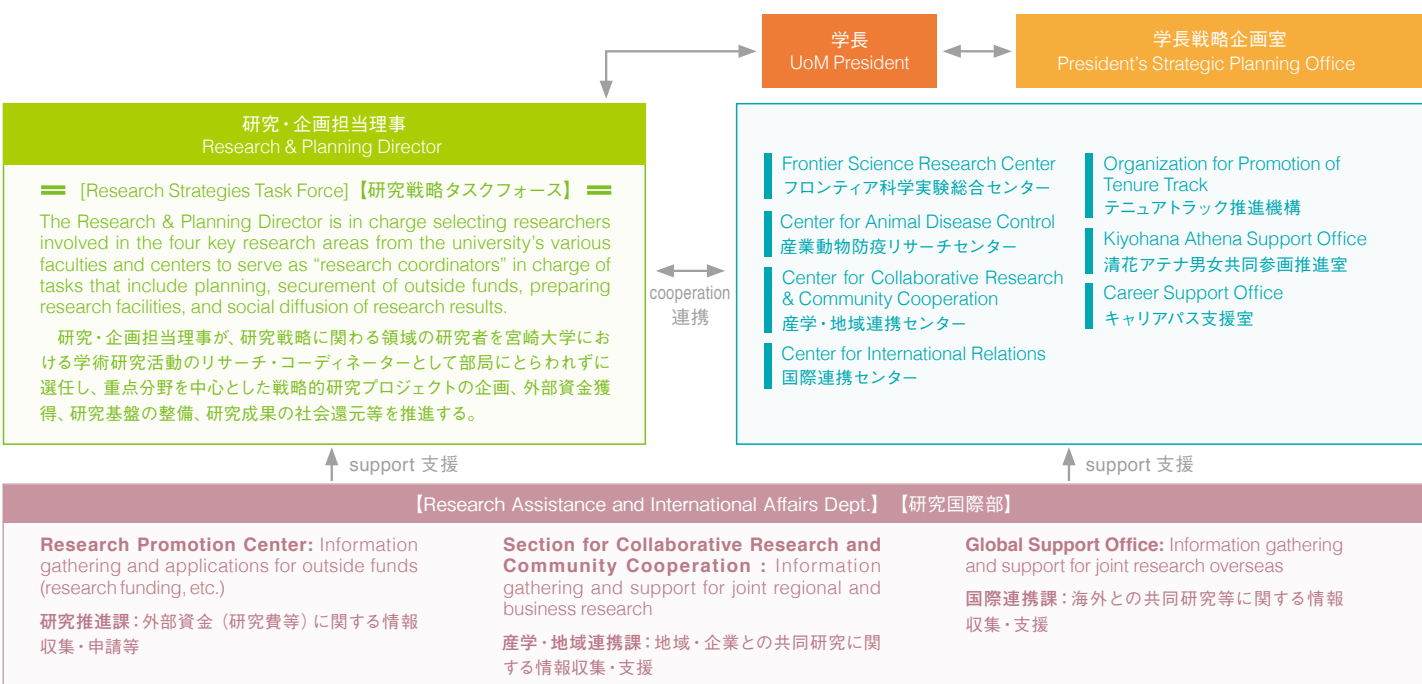 学長
UoM President
学長戦略企画室
President's Strategic Planning Office
研究・企画担当理事
Research & Planning Director
[Research Strategies Task Force]【研究戦略タスクフォース】
The Research & Planning Director is in charge selecting researchers
involved in the four key research areas from the university's various
faculties and centers to serve as "research coordinators" in charge of
tasks that include planning, securement of outside funds, preparing
research facilities, and social diffusion of research results.
研究・企画担当理事が、研究戦略に関わる領域の研究者を宮崎大学にお
ける学術研究活動のリサーチ・コーディネーターとして部局にとらわれずに
選任し、重点分野を中心とした戦略的研究プロジェクトの企画、外部資金獲
得、研究基盤の整備、研究成果の社会還元等を推進する。
cooperation
連携
Frontier Science Research Center
フロンティア科学実験総合センター
Center for Animal Disease Control
産業動物防疫リサーチセンター
Center for Collaborative Research
& Community Cooperation
産学・地域連携センター
Center for International Relations
国際連携センター
Organization for Promotion of
Tenure Track
テニュアトラック推進機構
Kiyohana Athena Support Office
清花アテナ男女共同参画推進室
Career Support Office
キャリアパス支援室
support 支援
support 支援
【Research Assistance and International Affairs Dept.】【研究国際部】
Research Promotion Center: Information
gathering and applications for outside funds
(research funding, etc.)
研究推進課：外部資金（研究費等）に関する情報
収集・申請等
Section for Collaborative Research and
Community Cooperation : Information
gathering and support for joint regional and
business research
産学・地域連携課：地域・企業との共同研究に関
する情報収集・支援
Global Support Office: Information gathering
and support for joint research overseas
国際連携課：海外との共同研究等に関する情報
収集・支援